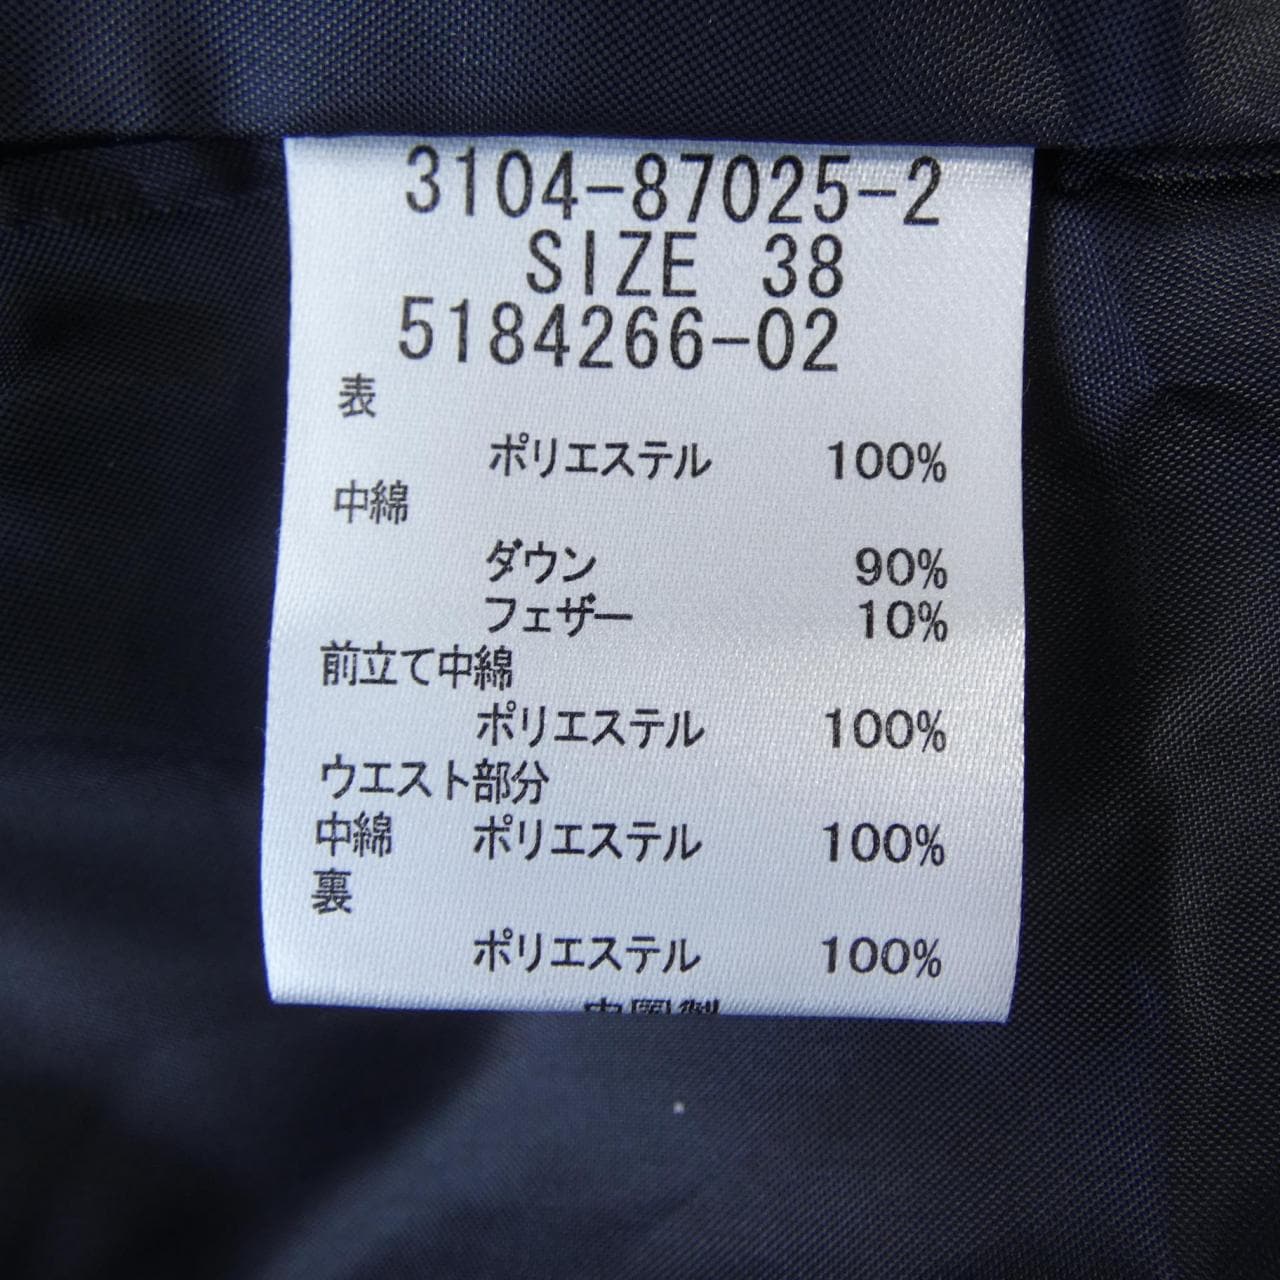 3104-87025-2
SIZE 38
5184266-02
表
ポリエステル 100%
中綿
ダウン 90%
フェザー 10%
前立て中綿
ポリエステル 100%
ウエスト部分
中綿 ポリエステル 100%
裏
ポリエステル 100%